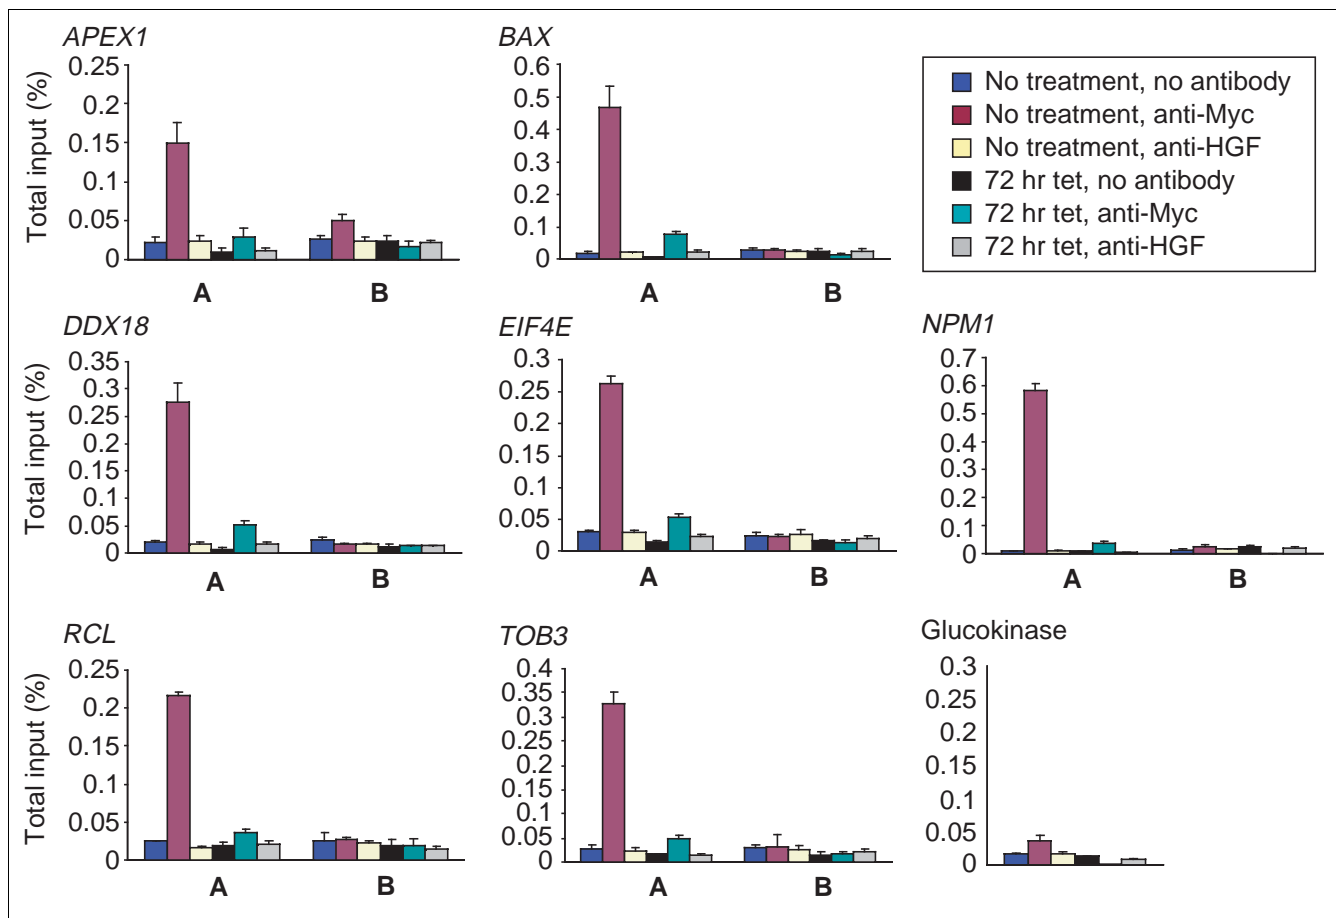 APEX1
Total input (%)
0.25
0.2
0.15
0.1
0.05
0
A
B
BAX
0.6
0.5
0.4
0.3
0.2
0.1
0
A
B
No treatment, no antibody
No treatment, anti-Myc
No treatment, anti-HGF
72 hr tet, no antibody
72 hr tet, anti-Myc
72 hr tet, anti-HGF
DDX18
Total input (%)
0.35
0.3
0.25
0.2
0.15
0.1
0.05
0
A
B
EIF4E
0.3
0.25
0.2
0.15
0.1
0.05
0
A
B
NPM1
0.7
0.6
0.5
0.4
0.3
0.2
0.1
0
A
B
RCL
Total input (%)
0.25
0.2
0.15
0.1
0.05
0
A
B
TOB3
0.4
0.35
0.3
0.25
0.2
0.15
0.1
0.05
0
A
B
Glucokinase
0.3
0.25
0.2
0.15
0.1
0.05
0